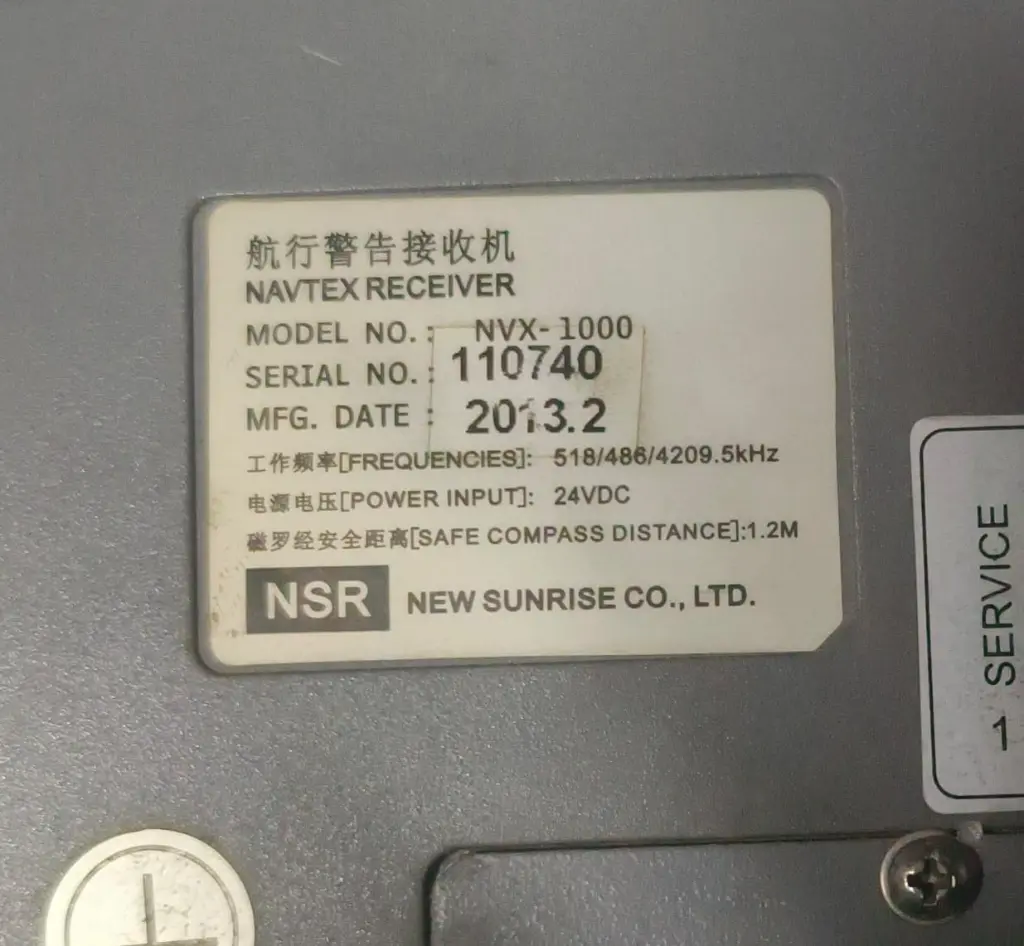 航行警告接收机
NAVTEX RECEIVER
MODEL NO.: NVX-1000
SERIAL NO.: 110740
MFG. DATE : 2013.2
工作频率[FREQUENCIES]: 518/486/4209.5kHz
电源电压[POWER INPUT]: 24VDC
磁罗经安全距离[SAFE COMPASS DISTANCE]:1.2M
NSR NEW SUNRISE CO., LTD.
1 SERVICE